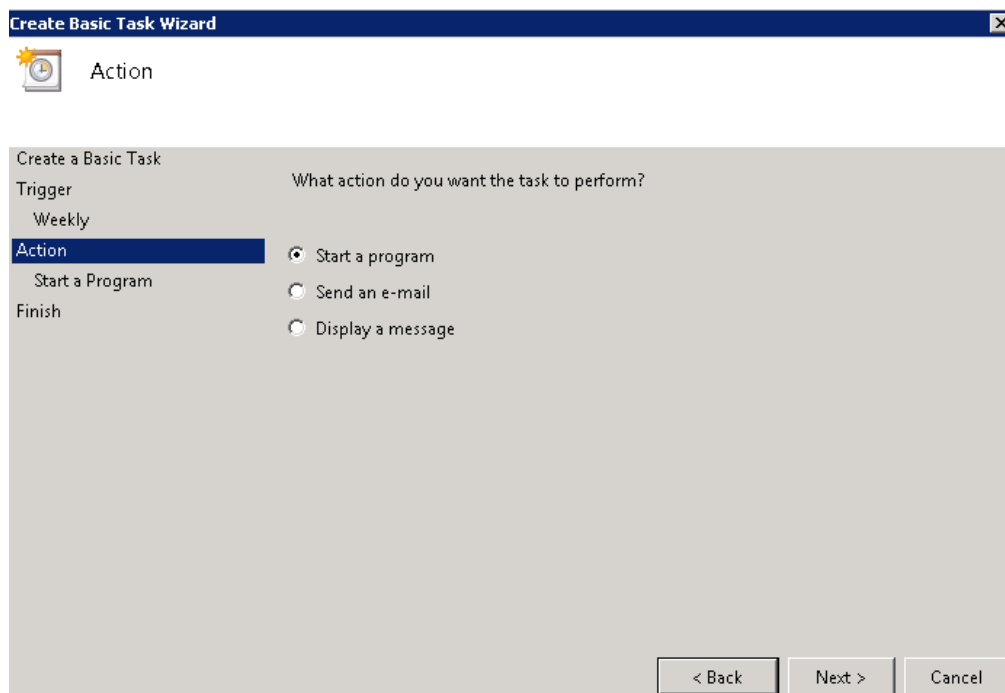 Create Basic Task Wizard
Action
Create a Basic Task
Trigger
Weekly
Action
Start a Program
Finish
What action do you want the task to perform?
Start a program
Send an e-mail
Display a message
< Back
Next >
Cancel